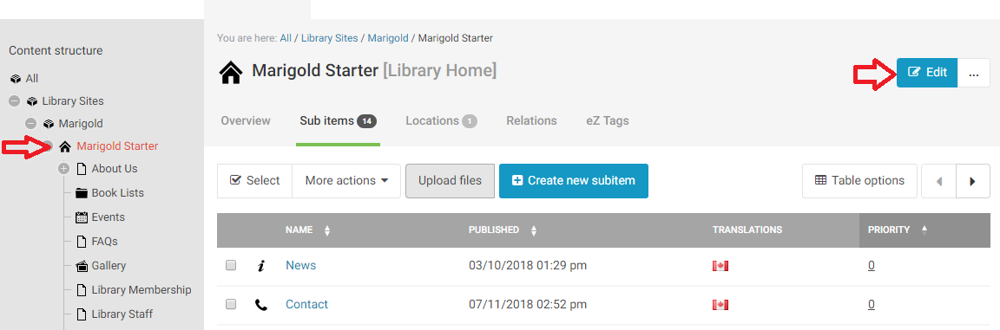 Content structure
All
Library Sites
Marigold
Marigold Starter
About Us
Book Lists
Events
FAQs
Gallery
Library Membership
Library Staff
You are here: All / Library Sites / Marigold / Marigold Starter
Marigold Starter [Library Home]
Edit ...
Overview Sub items 14 Locations 1 Relations eZ Tags
Select More actions Upload files Create new subitem Table options
NAME PUBLISHED TRANSLATIONS PRIORITY
News 03/10/2018 01:29 pm 0
Contact 07/11/2018 02:52 pm 0